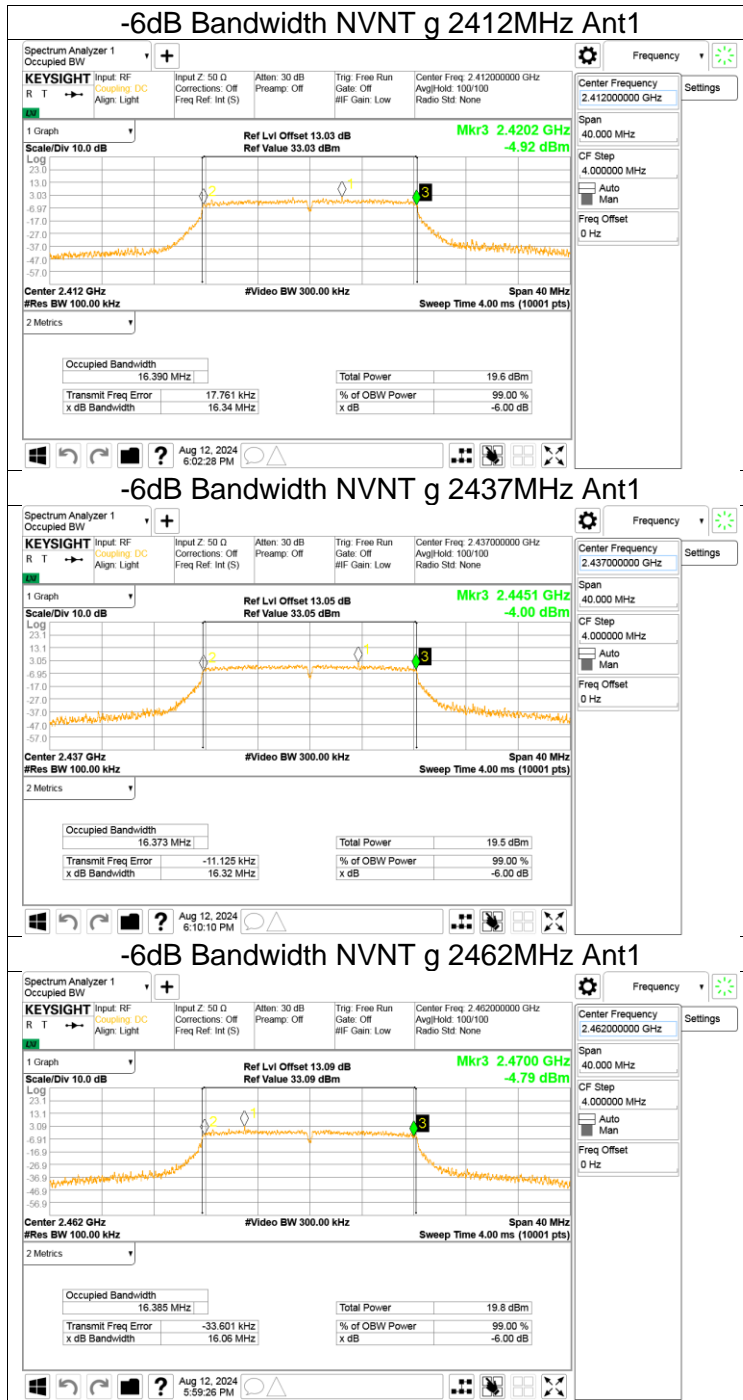 -6dB Bandwidth NVNT g 2412MHz Ant1
Spectrum Analyzer 1
Occupied BW
Frequency
KEYSIGHT Input: RF Input Z: 50 Ω Atten: 30 dB Trig: Free Run Center Freq: 2.412000000 GHz
R T Coupling: DC Corrections: Off Preamp: Off Gate: Off Avg|Hold: 100/100
Align: Light Freq Ref: Int (S) #IF Gain: Low Radio Std: None
Center Frequency
2.412000000 GHz
Settings
Span
40.000 MHz
CF Step
4.000000 MHz
Auto
Man
Freq Offset
0 Hz
1 Graph
Scale/Div 10.0 dB
Ref Lvl Offset 13.03 dB
Ref Value 33.03 dBm
Mkr3 2.4202 GHz
-4.92 dBm
Log
23.0
13.0
3.03
-6.97
-17.0
-27.0
-37.0
-47.0
-57.0
2
1
3
Center 2.412 GHz #Video BW 300.00 kHz Span 40 MHz
#Res BW 100.00 kHz Sweep Time 4.00 ms (10001 pts)
2 Metrics
Occupied Bandwidth
16.390 MHz Total Power 19.6 dBm
Transmit Freq Error 17.761 kHz % of OBW Power 99.00 %
x dB Bandwidth 16.34 MHz x dB -6.00 dB
? Aug 12, 2024
6:02:28 PM
-6dB Bandwidth NVNT g 2437MHz Ant1
Spectrum Analyzer 1
Occupied BW
Frequency
KEYSIGHT Input: RF Input Z: 50 Ω Atten: 30 dB Trig: Free Run Center Freq: 2.437000000 GHz
R T Coupling: DC Corrections: Off Preamp: Off Gate: Off Avg|Hold: 100/100
Align: Light Freq Ref: Int (S) #IF Gain: Low Radio Std: None
Center Frequency
2.437000000 GHz
Settings
Span
40.000 MHz
CF Step
4.000000 MHz
Auto
Man
Freq Offset
0 Hz
1 Graph
Scale/Div 10.0 dB
Ref Lvl Offset 13.05 dB
Ref Value 33.05 dBm
Mkr3 2.4451 GHz
-4.00 dBm
Log
23.1
13.1
3.05
-6.95
-17.0
-27.0
-37.0
-47.0
-57.0
2
1
3
Center 2.437 GHz #Video BW 300.00 kHz Span 40 MHz
#Res BW 100.00 kHz Sweep Time 4.00 ms (10001 pts)
2 Metrics
Occupied Bandwidth
16.373 MHz Total Power 19.5 dBm
Transmit Freq Error -11.125 kHz % of OBW Power 99.00 %
x dB Bandwidth 16.32 MHz x dB -6.00 dB
? Aug 12, 2024
6:10:10 PM
-6dB Bandwidth NVNT g 2462MHz Ant1
Spectrum Analyzer 1
Occupied BW
Frequency
KEYSIGHT Input: RF Input Z: 50 Ω Atten: 30 dB Trig: Free Run Center Freq: 2.462000000 GHz
R T Coupling: DC Corrections: Off Preamp: Off Gate: Off Avg|Hold: 100/100
Align: Light Freq Ref: Int (S) #IF Gain: Low Radio Std: None
Center Frequency
2.462000000 GHz
Settings
Span
40.000 MHz
CF Step
4.000000 MHz
Auto
Man
Freq Offset
0 Hz
1 Graph
Scale/Div 10.0 dB
Ref Lvl Offset 13.09 dB
Ref Value 33.09 dBm
Mkr3 2.4700 GHz
-4.79 dBm
Log
23.1
13.1
3.09
-6.91
-16.9
-26.9
-36.9
-46.9
-56.9
2
1
3
Center 2.462 GHz #Video BW 300.00 kHz Span 40 MHz
#Res BW 100.00 kHz Sweep Time 4.00 ms (10001 pts)
2 Metrics
Occupied Bandwidth
16.385 MHz Total Power 19.8 dBm
Transmit Freq Error -33.601 kHz % of OBW Power 99.00 %
x dB Bandwidth 16.06 MHz x dB -6.00 dB
? Aug 12, 2024
5:59:26 PM